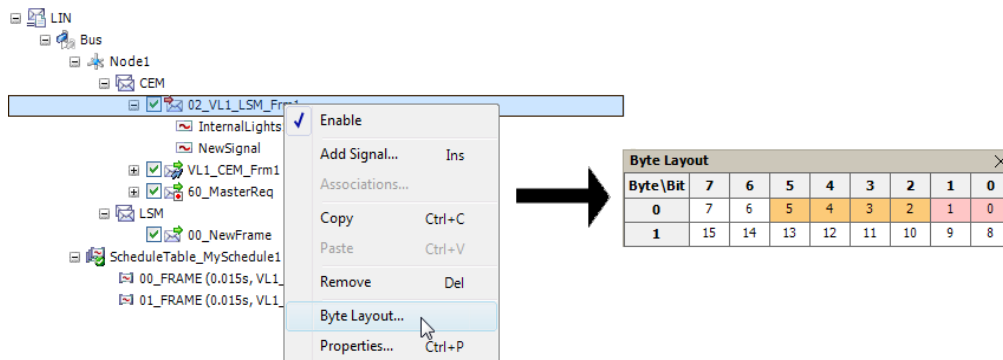 LIN
Bus
Node1
CEM
02_VL1_LSM_Frm1
InternalLights
NewSignal
VL1_CEM_Frm1
60_MasterReq
LSM
00_NewFrame
ScheduleTable_MySchedule1
00_FRAME (0.015s, VL1_
01_FRAME (0.015s, VL1_
Enable
Add Signal... Ins
Associations...
Copy Ctrl+C
Paste Ctrl+V
Remove Del
Byte Layout...
Properties... Ctrl+P
Byte Layout
Byte\Bit 7 6 5 4 3 2 1 0
0 7 6 5 4 3 2 1 0
1 15 14 13 12 11 10 9 8